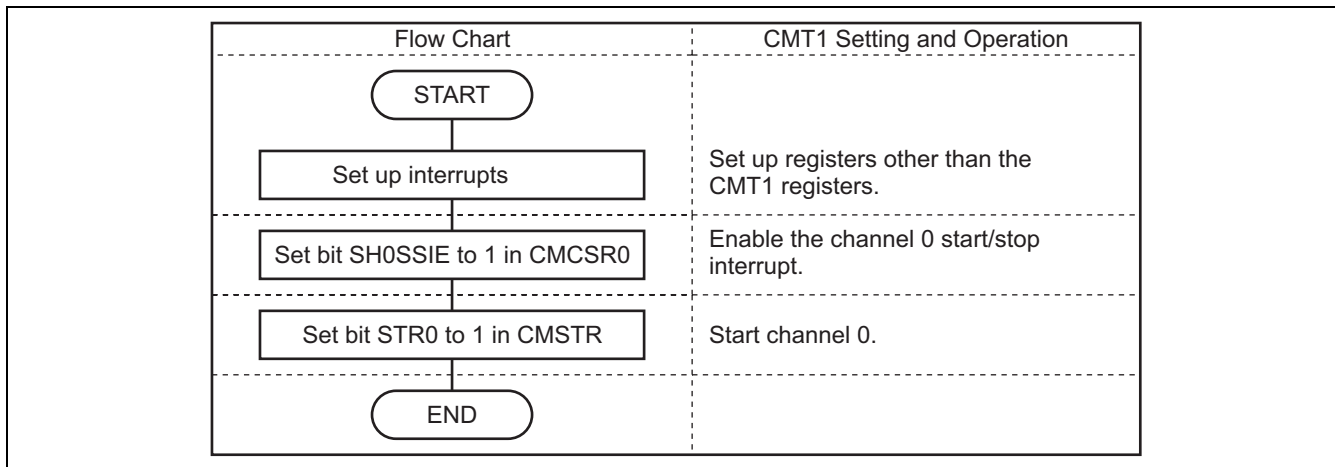 Flow Chart
CMT1 Setting and Operation
START
Set up interrupts
Set up registers other than the
CMT1 registers.
Set bit SH0SSIE to 1 in CMCSR0
Enable the channel 0 start/stop
interrupt.
Set bit STR0 to 1 in CMSTR
Start channel 0.
END